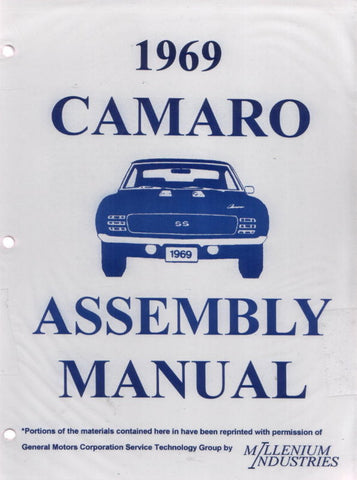 1969
CAMARO
Camaro
SS
1969
ASSEMBLY
MANUAL
*Portions of the materials contained here in have been reprinted with permission of
General Motors Corporation Service Technology Group by MILLENIUM
INDUSTRIES